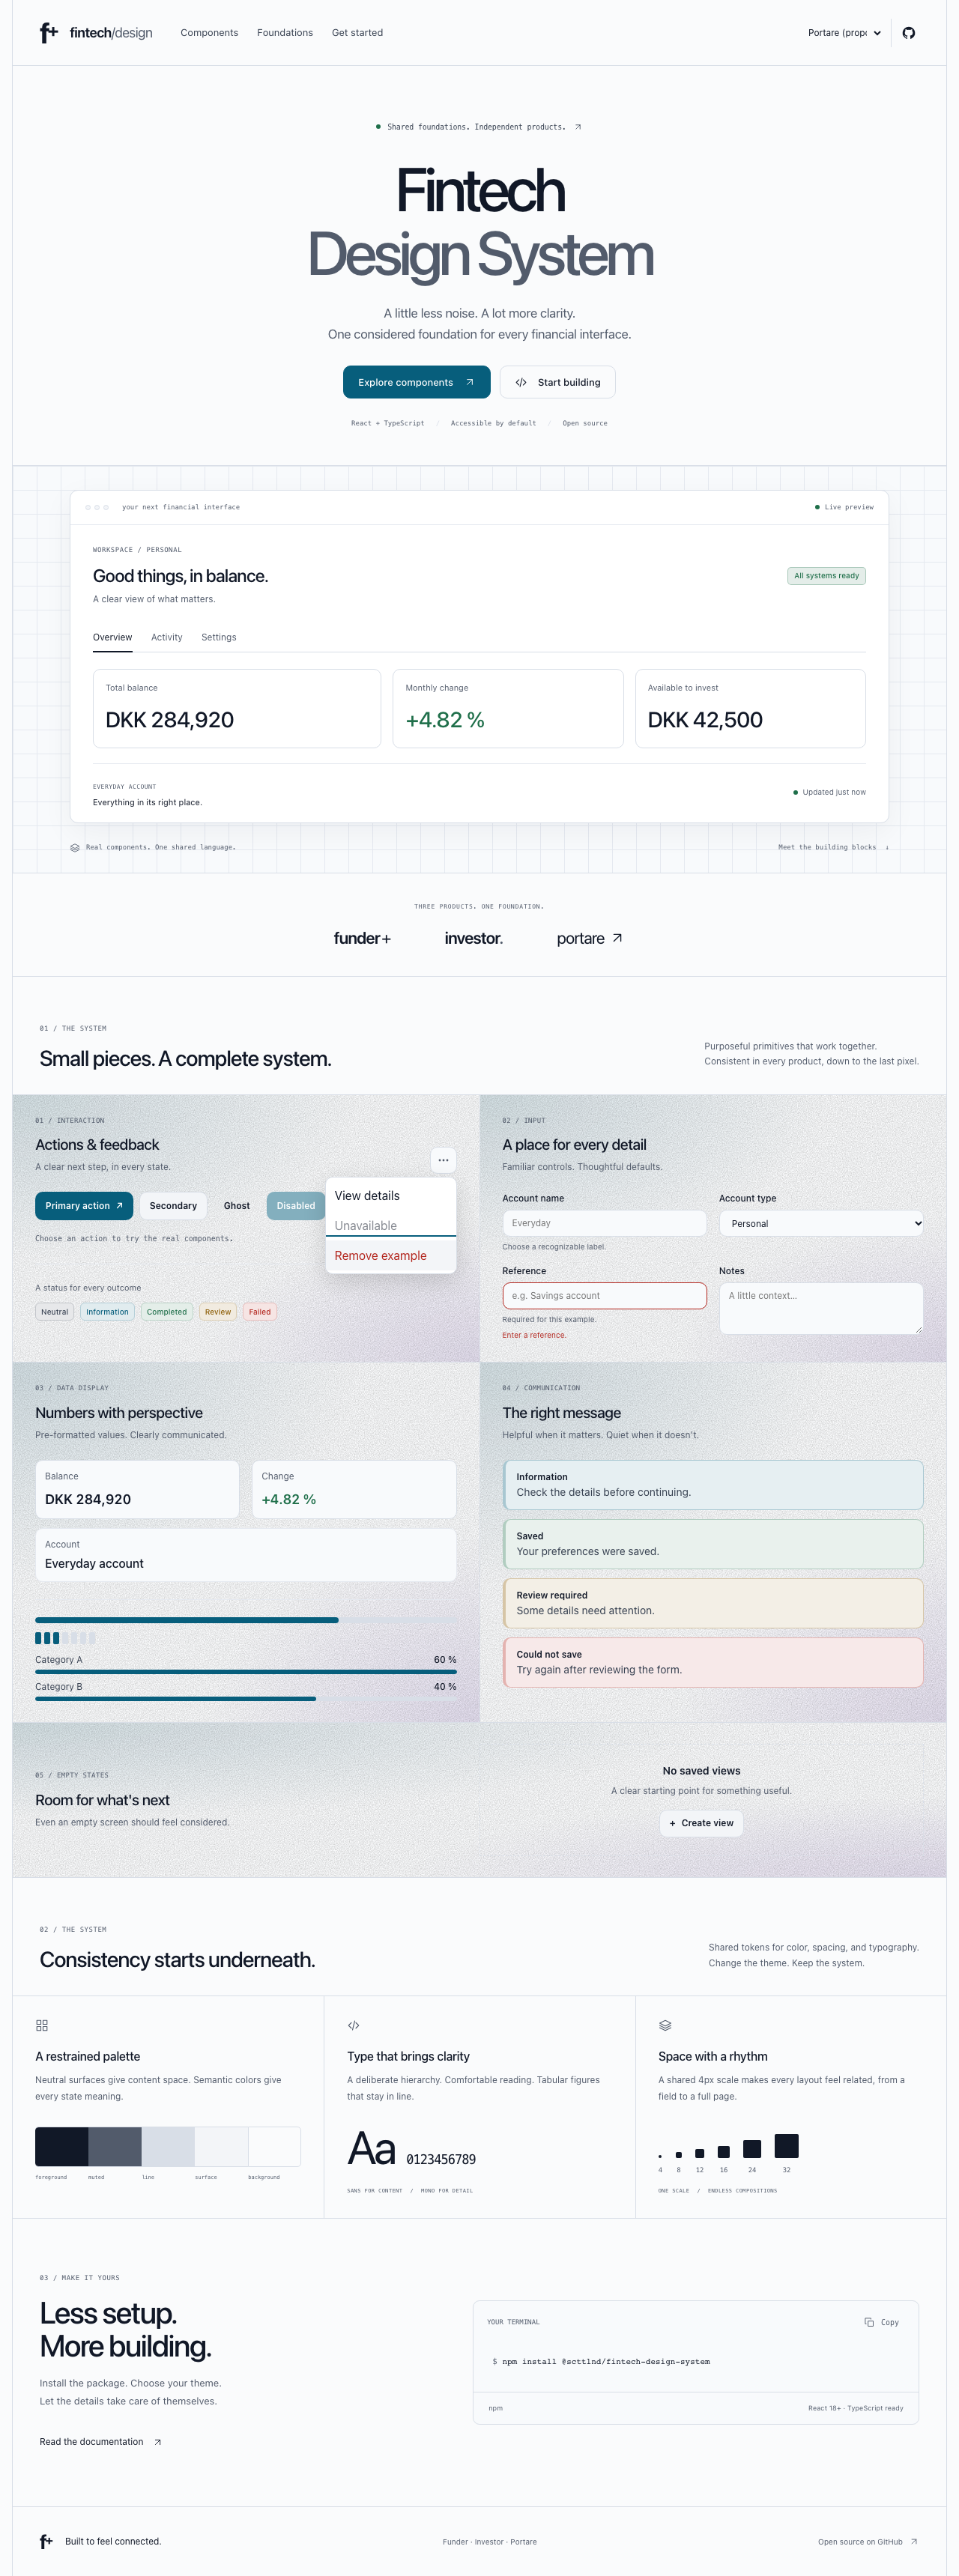 f+ fintech/design Components Foundations Get started
Shared foundations. Independent products.
Fintech
Design System
A little less noise. A lot more clarity.
One considered foundation for every financial interface.
Explore components
Start building
React + TypeScript / Accessible by default / Open source
your next financial interface
Live preview
WORKSPACE / PERSONAL
Good things, in balance.
All systems ready
A clear view of what matters.
Overview Activity Settings
Total balance
DKK 284,920
Monthly change
+4.82 %
Available to invest
DKK 42,500
EVERYDAY ACCOUNT
Everything in its right place.
Updated just now
Real components. One shared language.
Meet the building blocks ↓
THREE PRODUCTS. ONE FOUNDATION.
funder+ investor. portare
01 / THE SYSTEM
Small pieces. A complete system.
Purposeful primitives that work together.
Consistent in every product, down to the last pixel.
01 / INTERACTION
Actions & feedback
A clear next step, in every state.
Primary action
Secondary
Ghost
Disabled
View details
Unavailable
Remove example
Choose an action to try the real components.
A status for every outcome
Neutral Information Completed Review Failed
02 / INPUT
A place for every detail
Familiar controls. Thoughtful defaults.
Account name
Everyday
Choose a recognizable label.
Account type
Personal
Reference
e.g. Savings account
Required for this example.
Enter a reference.
Notes
A little context...
03 / DATA DISPLAY
Numbers with perspective
Pre-formatted values. Clearly communicated.
Balance
DKK 284,920
Change
+4.82 %
Account
Everyday account
Category A 60 %
Category B 40 %
04 / COMMUNICATION
The right message
Helpful when it matters. Quiet when it doesn't.
Information
Check the details before continuing.
Saved
Your preferences were saved.
Review required
Some details need attention.
Could not save
Try again after reviewing the form.
05 / EMPTY STATES
Room for what's next
Even an empty screen should feel considered.
No saved views
A clear starting point for something useful.
+ Create view
02 / THE SYSTEM
Consistency starts underneath.
Shared tokens for color, spacing, and typography.
Change the theme. Keep the system.
A restrained palette
Neutral surfaces give content space. Semantic colors give
every state meaning.
foreground muted line surface background
Type that brings clarity
A deliberate hierarchy. Comfortable reading. Tabular figures
that stay in line.
Aa 0123456789
SANS FOR CONTENT / MONO FOR DETAIL
Space with a rhythm
A shared 4px scale makes every layout feel related, from a
field to a full page.
4 8 12 16 24 32
ONE SCALE / ENDLESS COMPOSITIONS
03 / MAKE IT YOURS
Less setup.
More building.
Install the package. Choose your theme.
Let the details take care of themselves.
Read the documentation
YOUR TERMINAL
Copy
$ npm install @scttlnd/fintech-design-system
npm
React 18+ · TypeScript ready
f+ Built to feel connected.
Funder · Investor · Portare
Open source on GitHub